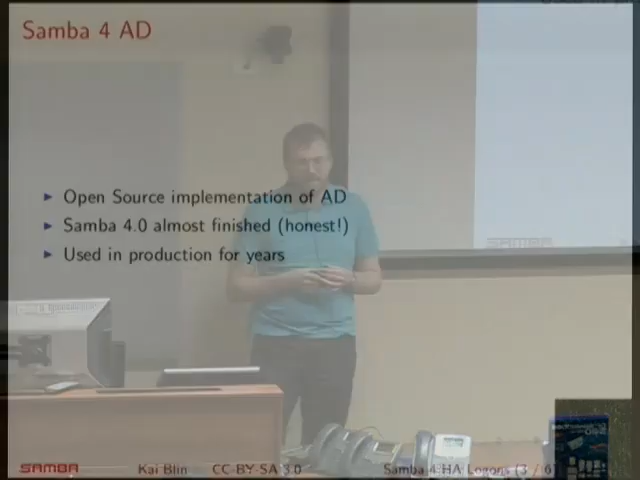 Samba 4 AD
Open Source implementation of AD
Samba 4.0 almost finished (honest!)
Used in production for years
SAMBA
SAMBA Kai Blin CC-BY-SA 3.0 Samba 4 HA Logons (3 / 6